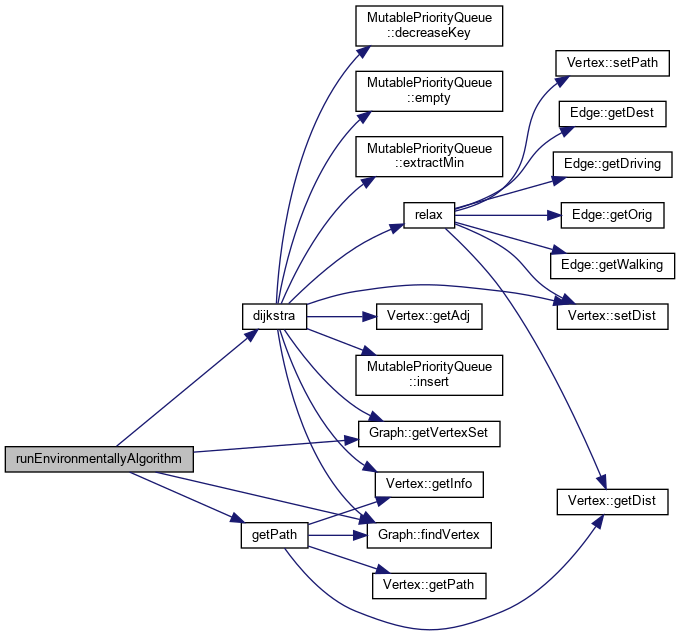 MutablePriorityQueue
::decreaseKey
Vertex::setPath
MutablePriorityQueue
::empty
Edge::getDest
MutablePriorityQueue
::extractMin
Edge::getDriving
relax
Edge::getOrig
Edge::getWalking
dijkstra
Vertex::getAdj
Vertex::setDist
MutablePriorityQueue
::insert
Graph::getVertexSet
runEnvironmentallyAlgorithm
Vertex::getInfo
Vertex::getDist
getPath
Graph::findVertex
Vertex::getPath